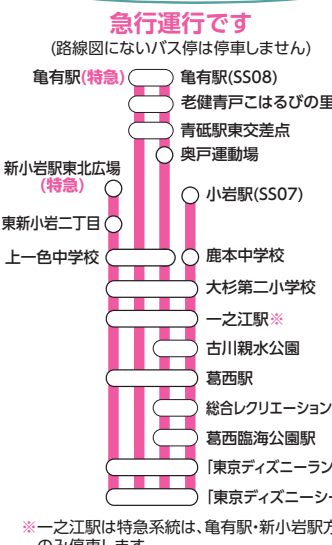 急行運行です
(路線図にないバス停は停車しません)
亀有駅(特急) 亀有駅(SS08)
老健青戸こはるびの里
青砥駅東交差点
奥戸運動場
新小岩駅東北広場
(特急)
小岩駅(SS07)
東新小岩二丁目
上一色中学校 鹿本中学校
大杉第二小学校
一之江駅※
古川親水公園
葛西駅
総合レクリエーション
葛西臨海公園駅
「東京ディズニーラン
「東京ディズニーシー
※一之江駅は特急系統は、亀有駅・新小岩駅方
のみ停車します